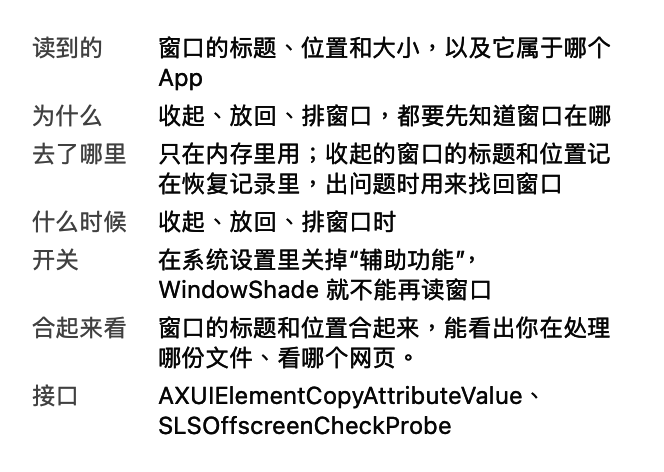 读到的 窗口的标题、位置和大小，以及它属于哪个
App
为什么 收起、放回、排窗口，都要先知道窗口在哪
去了哪里 只在内存里用；收起的窗口的标题和位置记
在恢复记录里，出问题时用来找回窗口
什么时候 收起、放回、排窗口时
开关 在系统设置里关掉“辅助功能”，
WindowShade 就不能再读窗口
合起来看 窗口的标题和位置合起来，能看出你在处理
哪份文件、看哪个网页。
接口 AXUIElementCopyAttributeValue、
SLSOffscreenCheckProbe